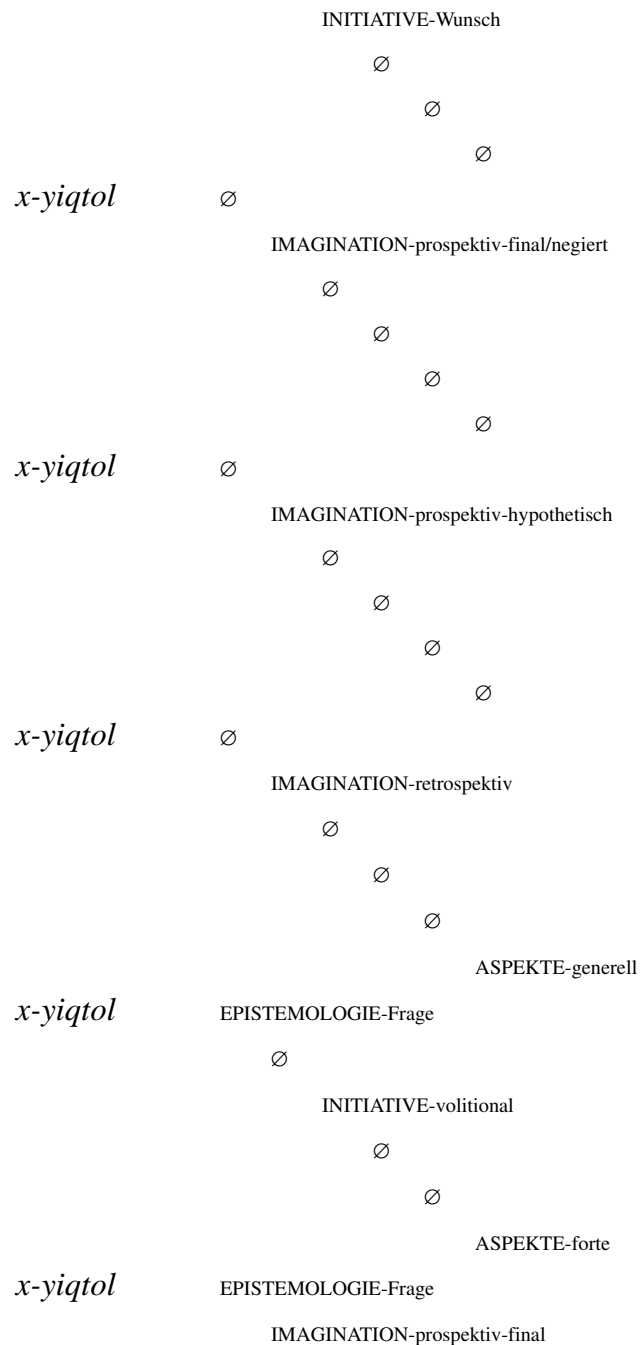 INITIATIVE-Wunsch
∅
∅
∅
x-yiqtol ∅
IMAGINATION-prospektiv-final/negiert
∅
∅
∅
∅
x-yiqtol ∅
IMAGINATION-prospektiv-hypothetisch
∅
∅
∅
∅
x-yiqtol ∅
IMAGINATION-retrospektiv
∅
∅
∅
ASPEKTE-generell
x-yiqtol EPISTEMOLOGIE-Frage
∅
INITIATIVE-volitional
∅
∅
ASPEKTE-forte
x-yiqtol EPISTEMOLOGIE-Frage
IMAGINATION-prospektiv-final